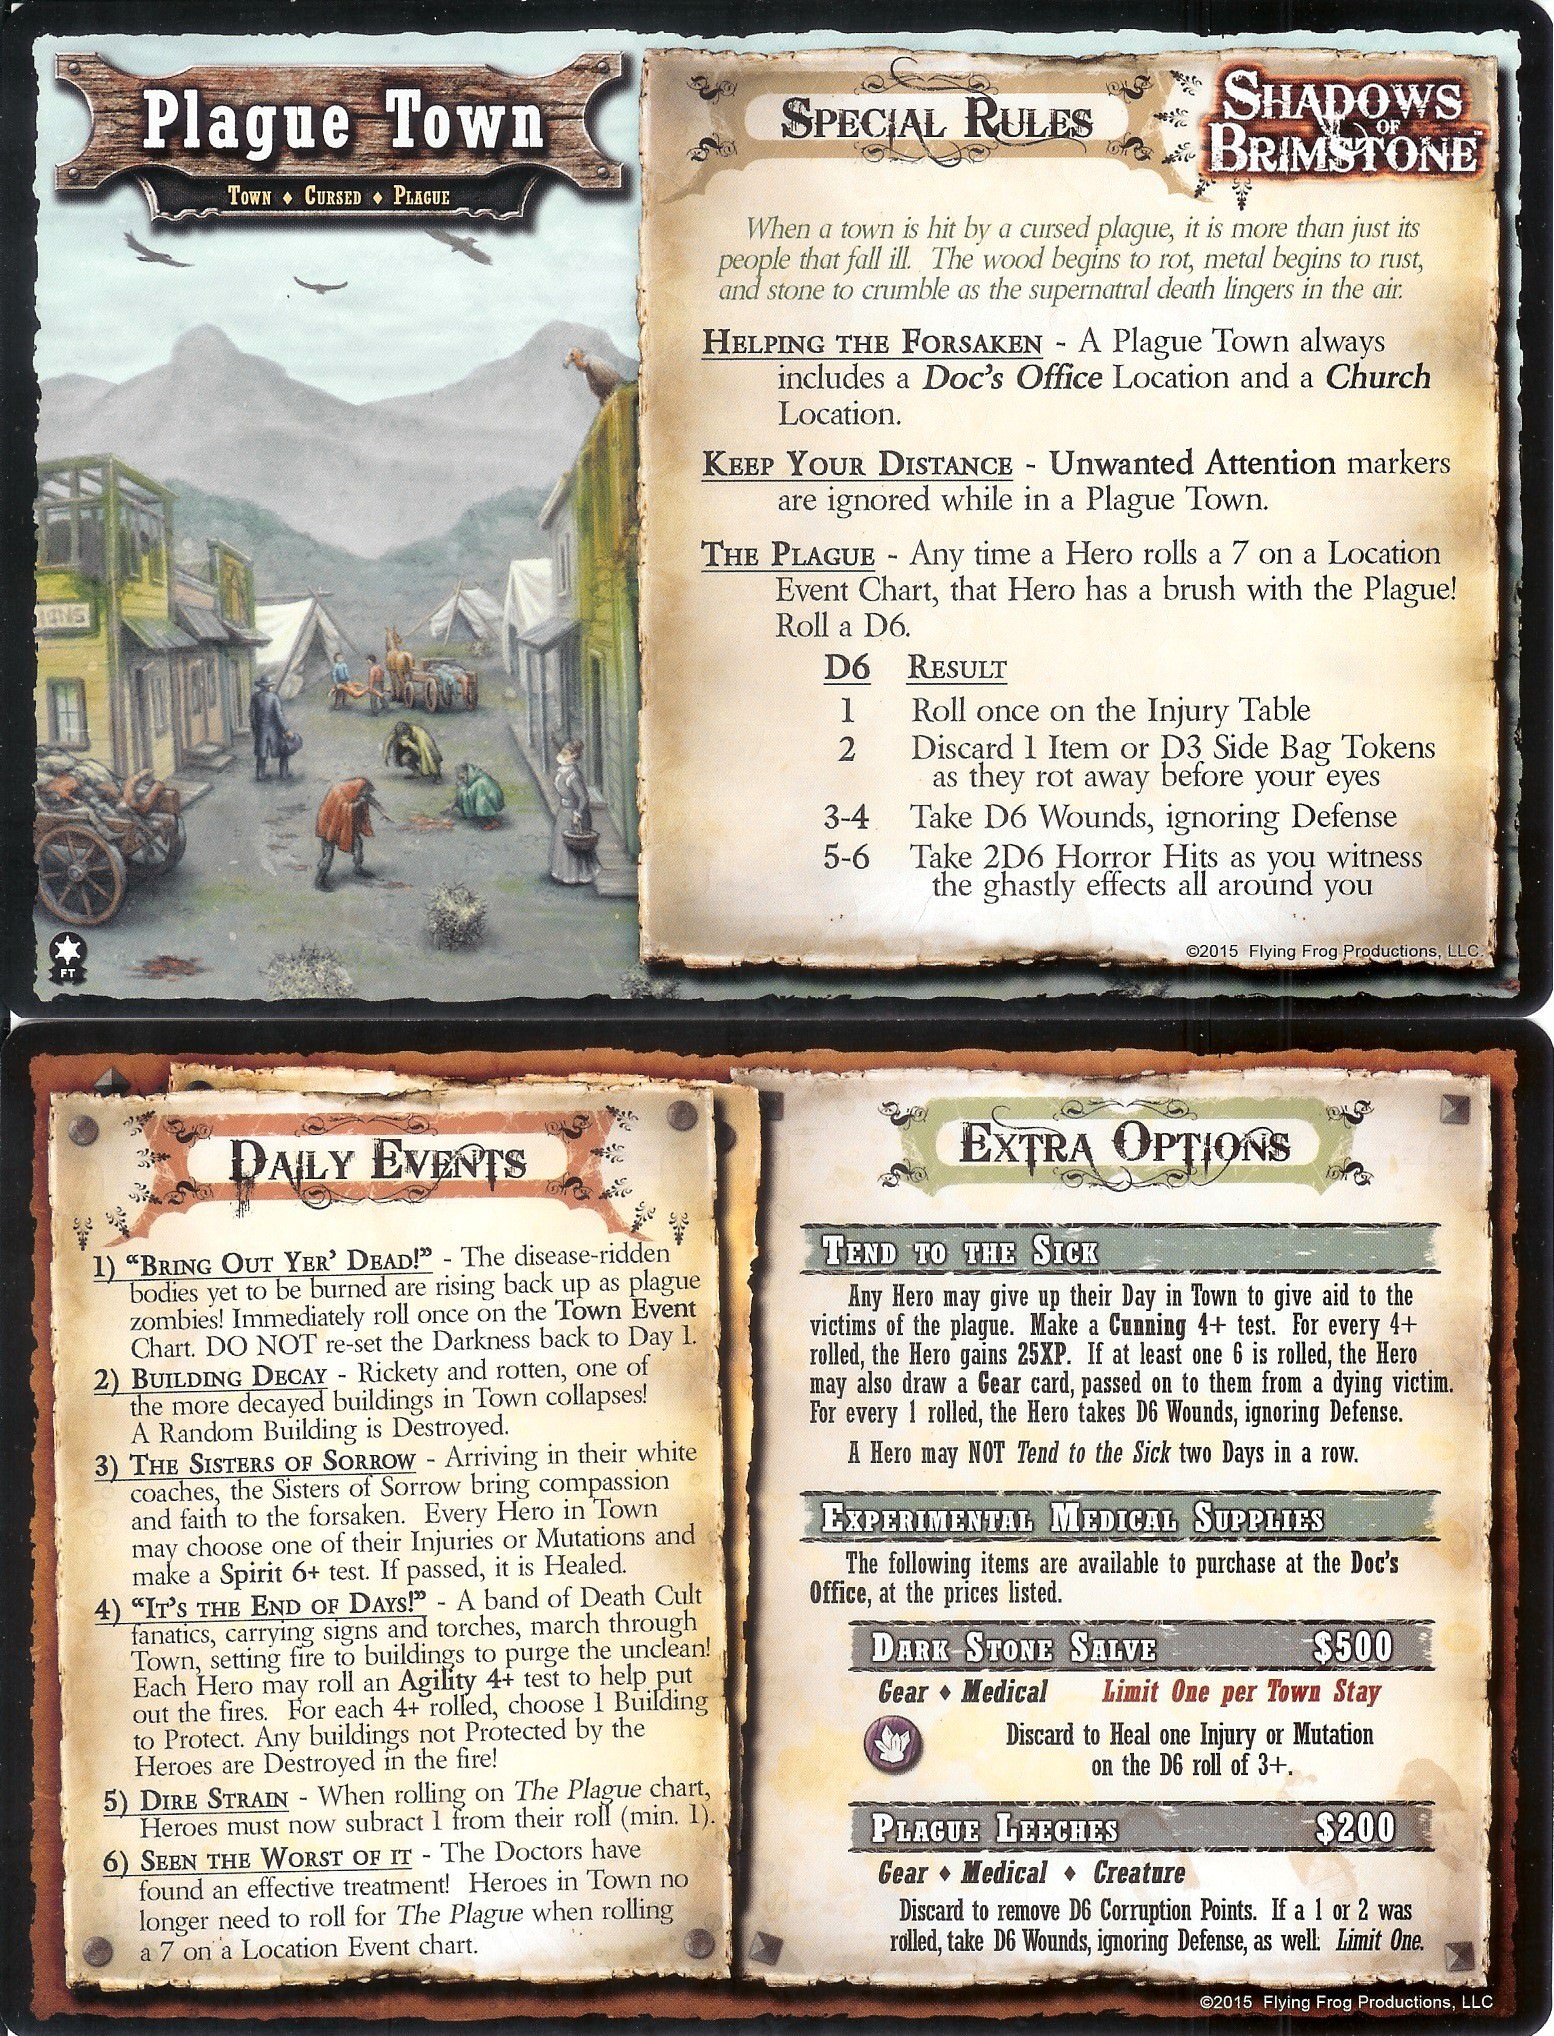 Plague Town
Town ♦ Cursed ♦ Plague
IONS
FT
Special Rules
Shadows
of
Brimstone™
When a town is hit by a cursed plague, it is more than just its
people that fall ill. The wood begins to rot, metal begins to rust,
and stone to crumble as the supernatral death lingers in the air.
Helping the Forsaken - A Plague Town always
includes a Doc's Office Location and a Church
Location.
Keep Your Distance - Unwanted Attention markers
are ignored while in a Plague Town.
The Plague - Any time a Hero rolls a 7 on a Location
Event Chart, that Hero has a brush with the Plague!
Roll a D6.
D6 Result
1 Roll once on the Injury Table
2 Discard 1 Item or D3 Side Bag Tokens
as they rot away before your eyes
3-4 Take D6 Wounds, ignoring Defense
5-6 Take 2D6 Horror Hits as you witness
the ghastly effects all around you
©2015 Flying Frog Productions, LLC.
Daily Events
1) “Bring Out Yer’ Dead!” - The disease-ridden
bodies yet to be burned are rising back up as plague
zombies! Immediately roll once on the Town Event
Chart. DO NOT re-set the Darkness back to Day 1.
2) Building Decay - Rickety and rotten, one of
the more decayed buildings in Town collapses!
A Random Building is Destroyed.
3) The Sisters of Sorrow - Arriving in their white
coaches, the Sisters of Sorrow bring compassion
and faith to the forsaken. Every Hero in Town
may choose one of their Injuries or Mutations and
make a Spirit 6+ test. If passed, it is Healed.
4) “It’s the End of Days!” - A band of Death Cult
fanatics, carrying signs and torches, march through
Town, setting fire to buildings to purge the unclean!
Each Hero may roll an Agility 4+ test to help put
out the fires. For each 4+ rolled, choose 1 Building
to Protect. Any buildings not Protected by the
Heroes are Destroyed in the fire!
5) Dire Strain - When rolling on The Plague chart,
Heroes must now subract 1 from their roll (min. 1).
6) Seen the Worst of it - The Doctors have
found an effective treatment! Heroes in Town no
longer need to roll for The Plague when rolling
a 7 on a Location Event chart.
Extra Options
Tend to the Sick
Any Hero may give up their Day in Town to give aid to the
victims of the plague. Make a Cunning 4+ test. For every 4+
rolled, the Hero gains 25XP. If at least one 6 is rolled, the Hero
may also draw a Gear card, passed on to them from a dying victim.
For every 1 rolled, the Hero takes D6 Wounds, ignoring Defense.
A Hero may NOT Tend to the Sick two Days in a row.
Experimental Medical Supplies
The following items are available to purchase at the Doc's
Office, at the prices listed.
Dark Stone Salve $500
Gear ♦ Medical Limit One per Town Stay
Discard to Heal one Injury or Mutation
on the D6 roll of 3+.
Plague Leeches $200
Gear ♦ Medical ♦ Creature
Discard to remove D6 Corruption Points. If a 1 or 2 was
rolled, take D6 Wounds, ignoring Defense, as well. Limit One.
©2015 Flying Frog Productions, LLC